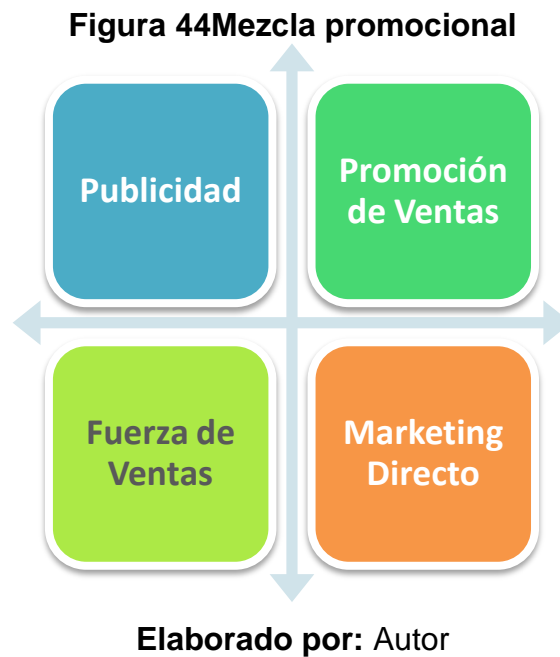 Figura 44Mezcla promocional
Publicidad
Promoción
de Ventas
Fuerza de
Ventas
Marketing
Directo
Elaborado por: Autor